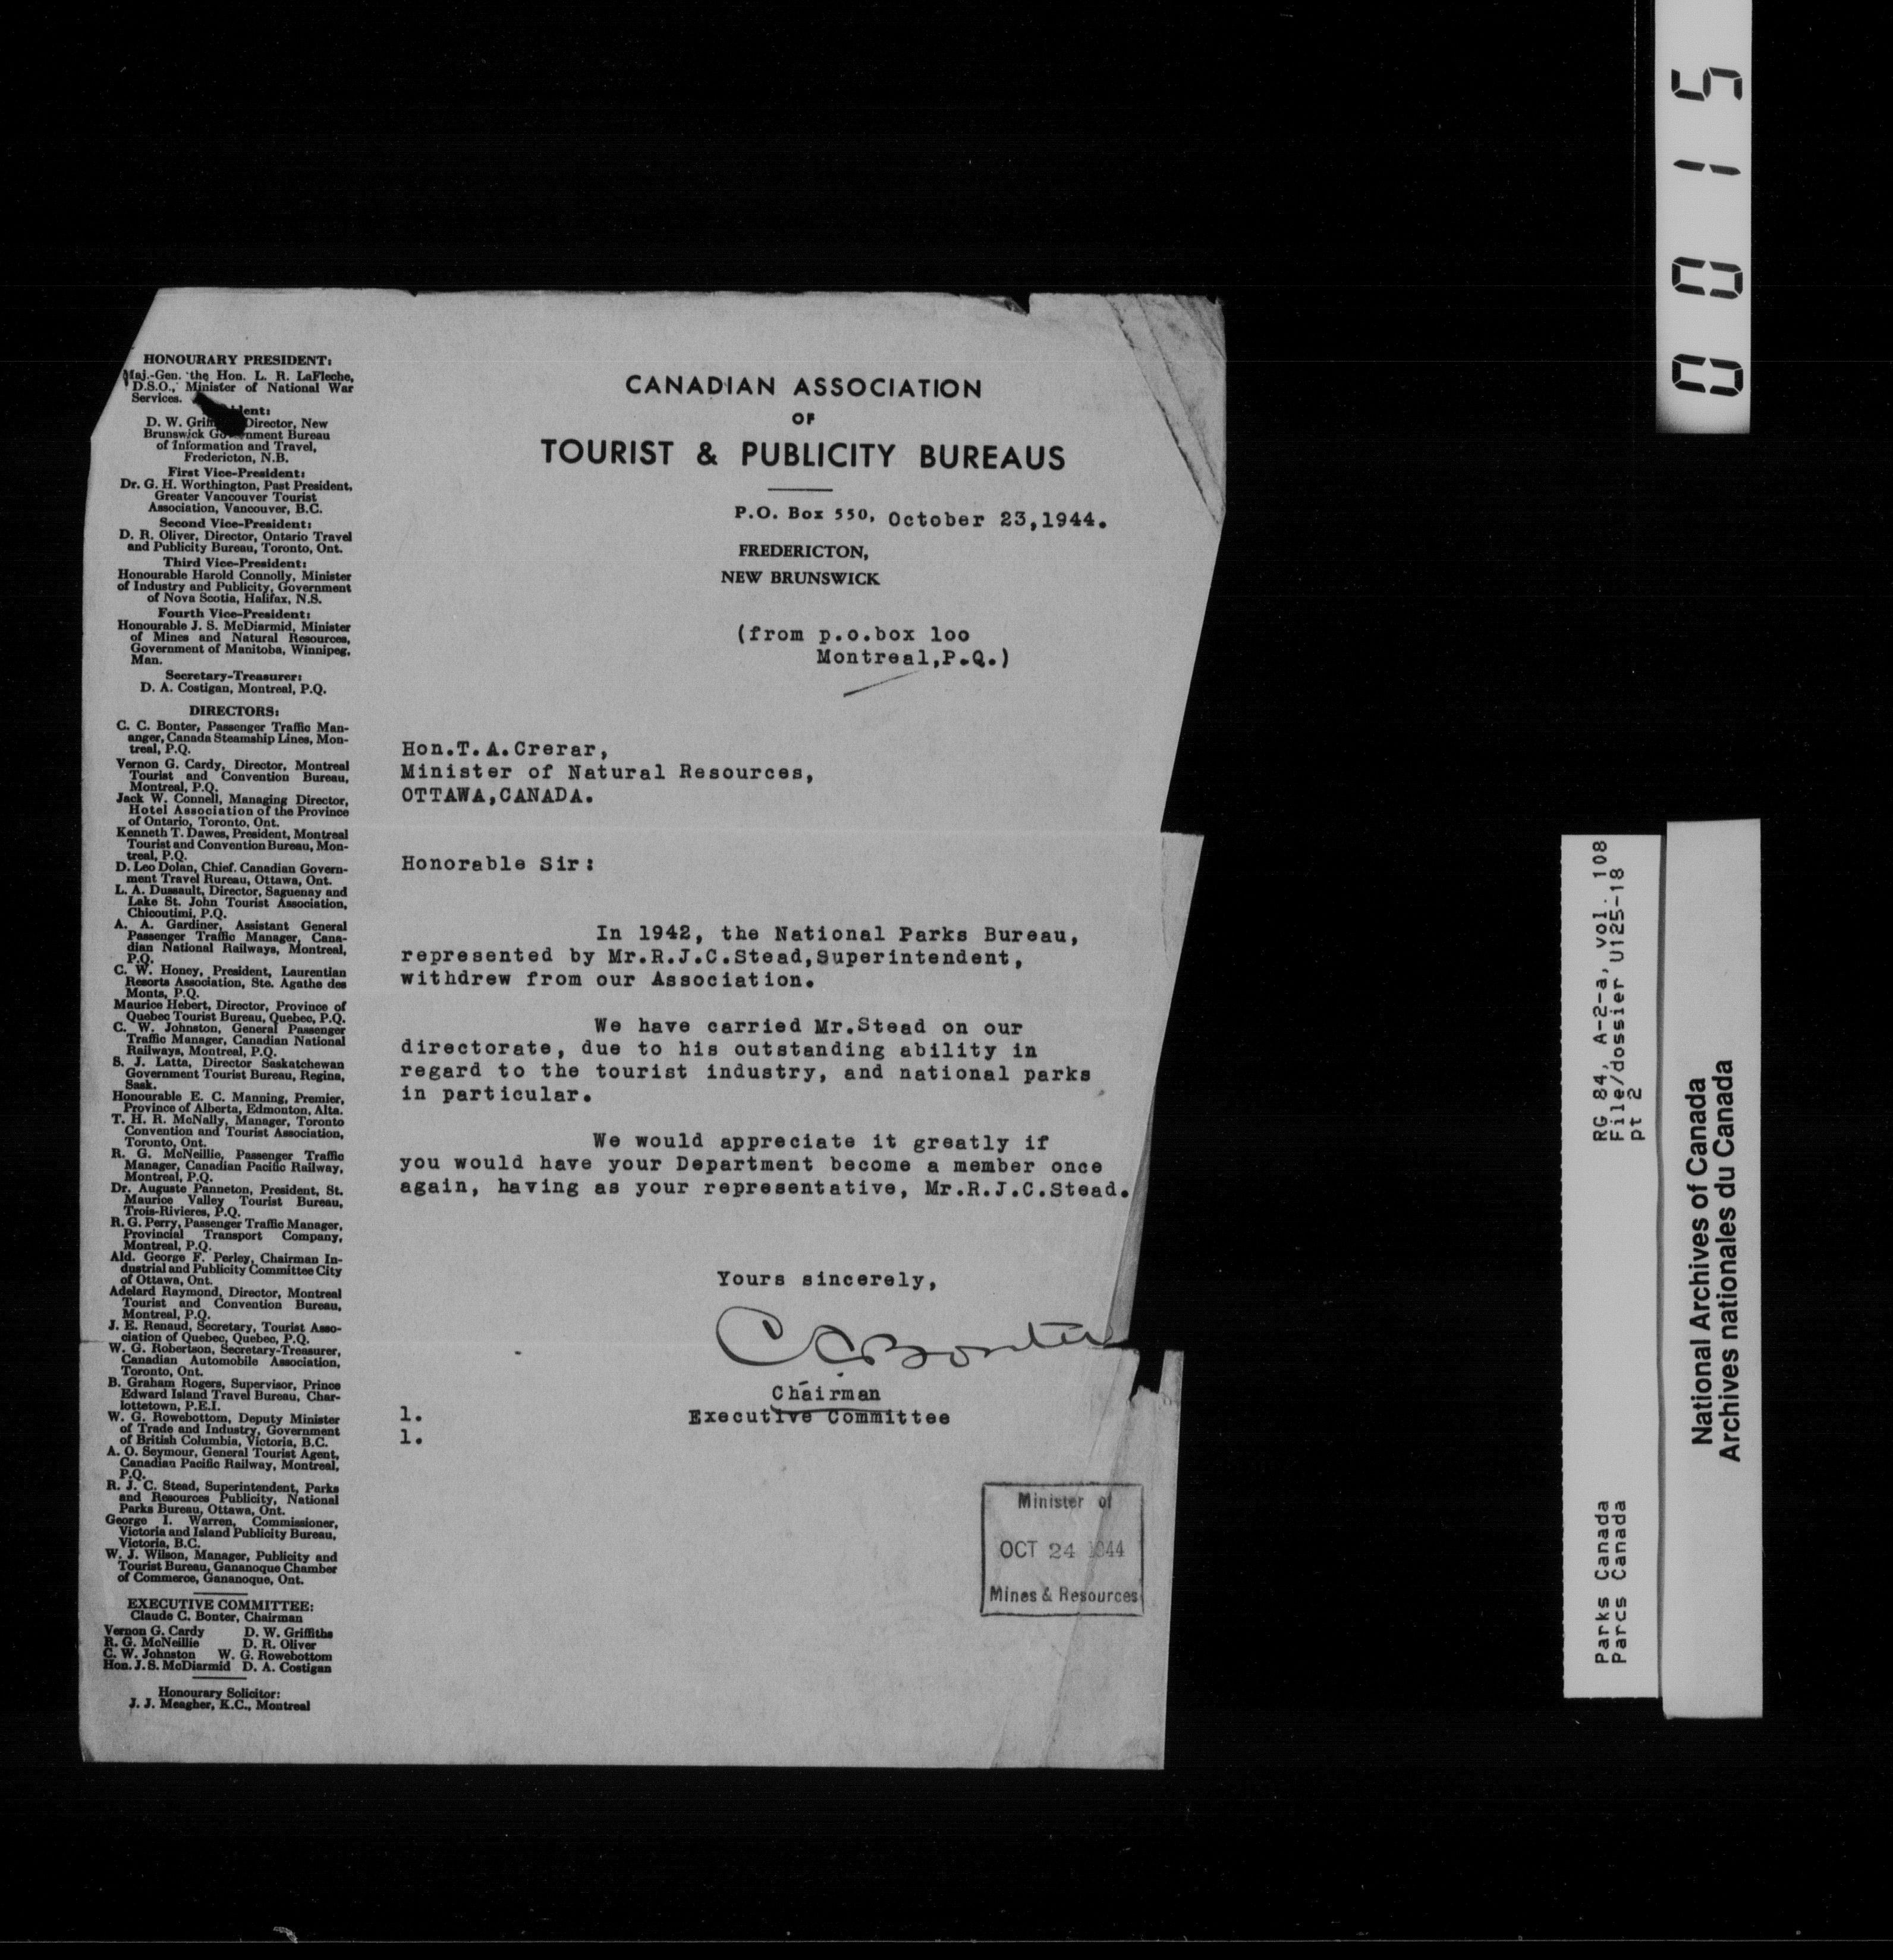 HONOURARY PRESIDENT:
Maj.-Gen. the Hon. L. R. LaFleche,
D.S.O., Minister of National War
Services.
D. W. Director, New
Brunswick Bureau
of Information and Travel,
Fredericton, N.B.
First Vice-President:
Dr. G. H. Worthington, Past President,
Greater Vancouver Tourist
Association, Vancouver, B.C.
Second Vice-President:
D. R. Oliver, Director, Ontario Travel
and Publicity Bureau, Toronto, Ont.
Third Vice-President:
Honourable Harold Connolly, Minister
of Industry and Publicity, Government
of Nova Scotia, Halifax, N.S.
Fourth Vice-President:
Honourable J. S. McDiarmid, Minister
of Mines and Natural Resources,
Government of Manitoba, Winnipeg,
Man.
Secretary-Treasurer:
D. A. Costigan, Montreal, P.Q.
DIRECTORS:
C. C. Bonter, Passenger Traffic Man-
anger, Canada Steamship Lines, Mon-
treal, P.Q.
Vernon G. Cardy, Director, Montreal
Tourist and Convention Bureau,
Montreal, P.Q.
Jack W. Connell, Managing Director,
Hotel Association of the Province
of Ontario, Toronto, Ont.
Kenneth T. Dawes, President, Montreal
Tourist and Convention Bureau, Mon-
treal, P.Q.
D. Leo Dolan, Chief. Canadian Govern-
ment Travel Rureau, Ottawa, Ont.
L. A. Dussault, Director, Saguenay and
Lake St. John Tourist Association,
Chicoutimi, P.Q.
A. A. Gardiner, Assistant General
Passenger Traffic Manager, Cana-
dian National Railways, Montreal,
P.Q.
C. W. Honey, President, Laurentian
Resorts Association, Ste. Agathe des
Monts, P.Q.
Maurice Hebert, Director, Province of
Quebec Tourist Bureau, Quebec, P.Q.
C. W. Johnston, General Passenger
Traffic Manager, Canadian National
Railways, Montreal, P.Q.
S. J. Latta, Director Saskatchewan
Government Tourist Bureau, Regina,
Sask.
Honourable E. C. Manning, Premier,
Province of Alberta, Edmonton, Alta.
T. H. R. McNally, Manager, Toronto
Convention and Tourist Association,
Toronto, Ont.
R. G. McNeillie, Passenger Traffic
Manager, Canadian Pacific Railway,
Montreal, P.Q.
Dr. Auguste Panneton, President, St.
Maurice Valley Tourist Bureau,
Trois-Rivieres, P.Q.
R. G. Perry, Passenger Traffic Manager,
Provincial Transport Company,
Montreal, P.Q.
Ald. George F. Perley, Chairman In-
dustrial and Publicity Committee City
of Ottawa, Ont.
Adelard Raymond, Director, Montreal
Tourist and Convention Bureau,
Montreal, P.Q.
J. E. Renaud, Secretary, Tourist Asso-
ciation of Quebec, Quebec, P.Q.
W. G. Robertson, Secretary-Treasurer,
Canadian Automobile Association,
Toronto, Ont.
B. Graham Rogers, Supervisor, Prince
Edward Island Travel Bureau, Char-
lottetown, P.E.I.
W. G. Rowebottom, Deputy Minister
of Trade and Industry, Government
of British Columbia, Victoria, B.C.
A. O. Seymour, General Tourist Agent,
Canadian Pacific Railway, Montreal,
P.Q.
R. J. C. Stead, Superintendent, Parks
and Resources Publicity, National
Parks Bureau, Ottawa, Ont.
George I. Warren, Commissioner,
Victoria and Island Publicity Bureau,
Victoria, B.C.
W. J. Wilson, Manager, Publicity and
Tourist Bureau, Gananoque Chamber
of Commerce, Gananoque, Ont.
EXECUTIVE COMMITTEE:
Claude C. Bonter, Chairman
Vernon G. Cardy D. W. Griffiths
R. G. McNeillie D. R. Oliver
C. W. Johnston W. G. Rowebottom
Hon. J. S. McDiarmid D. A. Costigan
Honourary Solicitor:
J. J. Meagher, K.C., Montreal
CANADIAN ASSOCIATION
OF
TOURIST & PUBLICITY BUREAUS
P.O. Box 550, October 23,1944.
FREDERICTON,
NEW BRUNSWICK
(from p.o.box 100
Montreal,P.Q.)
Hon.T.A.Crerar,
Minister of Natural Resources,
OTTAWA,CANADA.
Honorable Sir:
In 1942, the National Parks Bureau,
represented by Mr.R.J.C.Stead,Superintendent,
withdrew from our Association.
We have carried Mr.Stead on our
directorate, due to his outstanding ability in
regard to the tourist industry, and national parks
in particular.
We would appreciate it greatly if
you would have your Department become a member once
again, having as your representative, Mr.R.J.C.Stead.
Yours sincerely,
C C Bonter
Chairman
Executive Committee
1.
1.
Minister of
OCT 24 1944
Mines & Resources
0015
RG 84, A-2-a, vol. 108
File/dossier U125-18
pt 2
Parks Canada
Parcs Canada
National Archives of Canada
Archives nationales du Canada